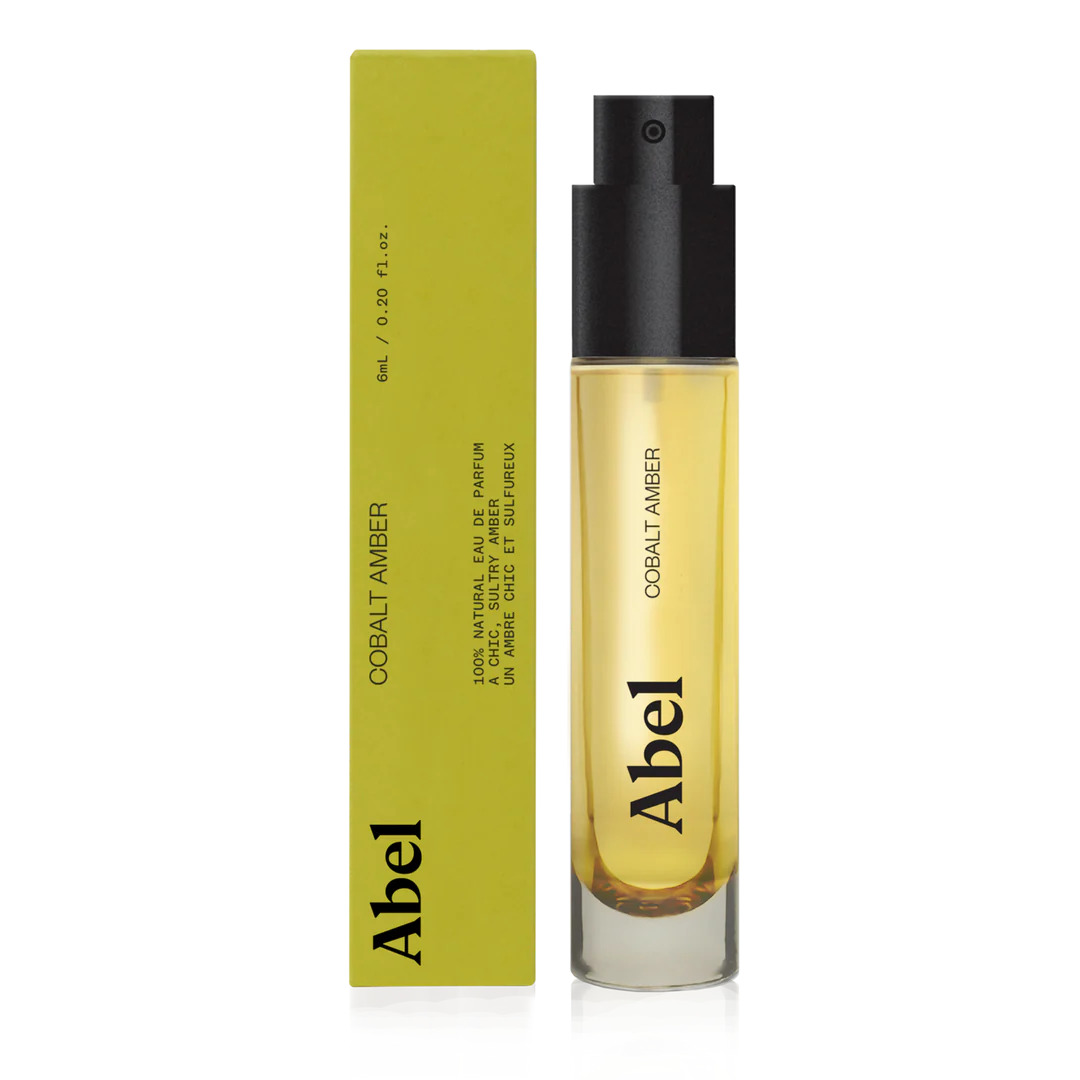 Abel
COBALT AMBER
6mL / 0.20 fl.oz.
100% NATURAL EAU DE PARFUM
A CHIC, SULTRY AMBER
UN AMBRE CHIC ET SULFUREUX
Abel
COBALT AMBER